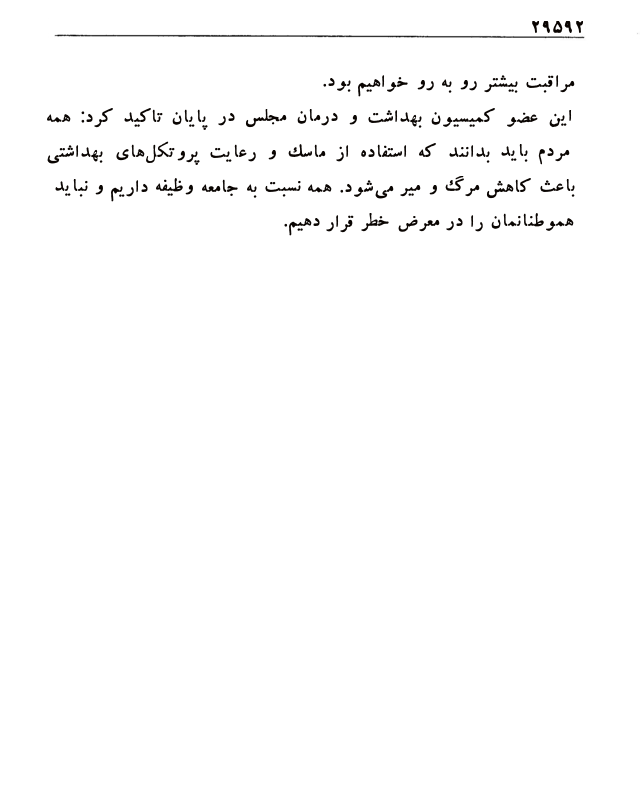 ۲۹۵۹۲
مراقبت بیشتر رو به رو خواهیم بود.
این عضو کمیسیون بهداشت و درمان مجلس در پایان تاکید کرد: همه
مردم باید بدانند که استفاده از ماسک و رعایت پروتکل‌های بهداشتی
باعث کاهش مرگ و میر می‌شود. همه نسبت به جامعه وظیفه داریم و نباید
هموطنانمان را در معرض خطر قرار دهیم.